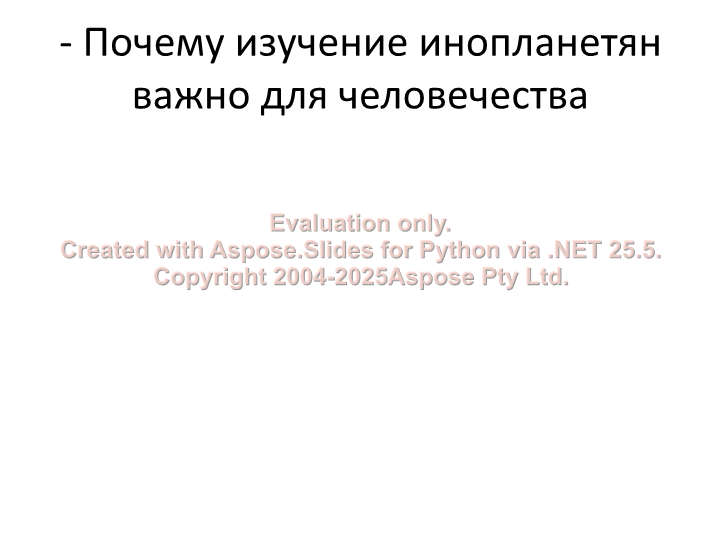 - Почему изучение инопланетян
важно для человечества
Evaluation only.
Created with Aspose.Slides for Python via .NET 25.5.
Copyright 2004-2025Aspose Pty Ltd.